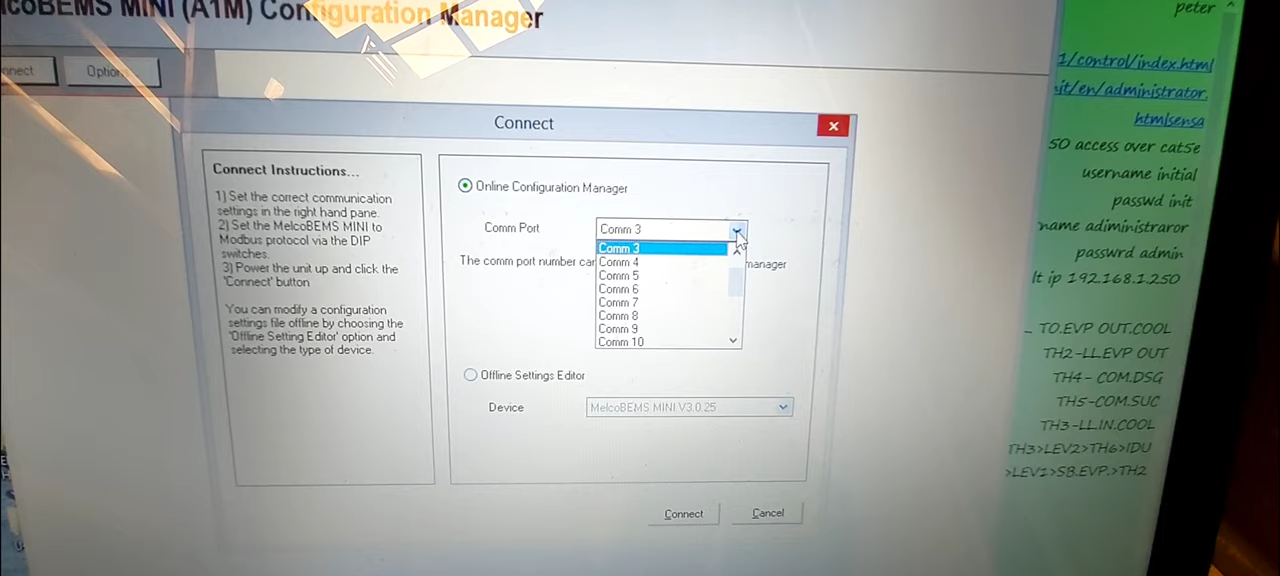 MELCOBEMS MINI (A1M) Configuration Manager
Options
Connect
Connect Instructions...
1) Set the correct communication
settings in the right hand pane.
2) Set the MelcoBEMS MINI to
Modbus protocol via the DIP
switches.
3) Power the unit up and click the
'Connect' button
You can modify a configuration
settings file offline by choosing the
'Offline Setting Editor' option and
selecting the type of device.
Online Configuration Manager
Comm Port
Comm 3
Comm 3
Comm 4
Comm 5
Comm 6
Comm 7
Comm 8
Comm 9
Comm 10
The comm port number can
manager
Offline Settings Editor
Device
MelcoBEMS MINI V3.0.25
Connect
Cancel
peter
1/control/index.html
nit/en/administrator.
htmlsensa
50 access over cat5e
username initial
passwd init
name adiministraror
passwrd admin
lt ip 192.168.1.250
_ TO.EVP OUT.COOL
TH2-LL.EVP OUT
TH4- COM.DSG
TH5-COM.SUC
TH3-LL.IN.COOL
TH3>LEV2>TH6>IDU
>LEV1>SB.EVP.>TH2